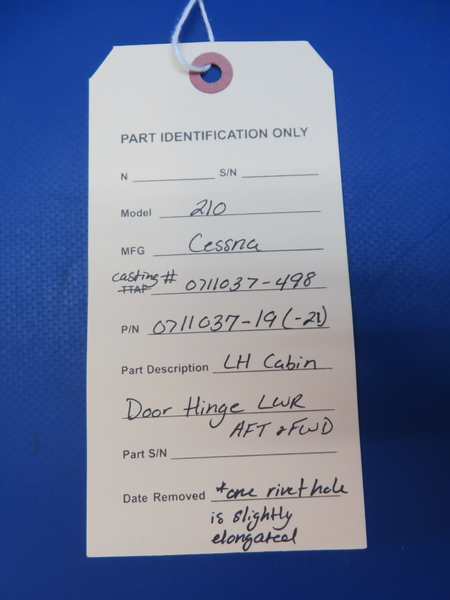 PART IDENTIFICATION ONLY
N S/N
Model 210
MFG Cessna
casting # TTAF 0711037-498
P/N 0711037-19 (-21)
Part Description LH Cabin
Door Hinge LWR
AFT & FWD
Part S/N
Date Removed *one rivet hole
is slightly
elongated